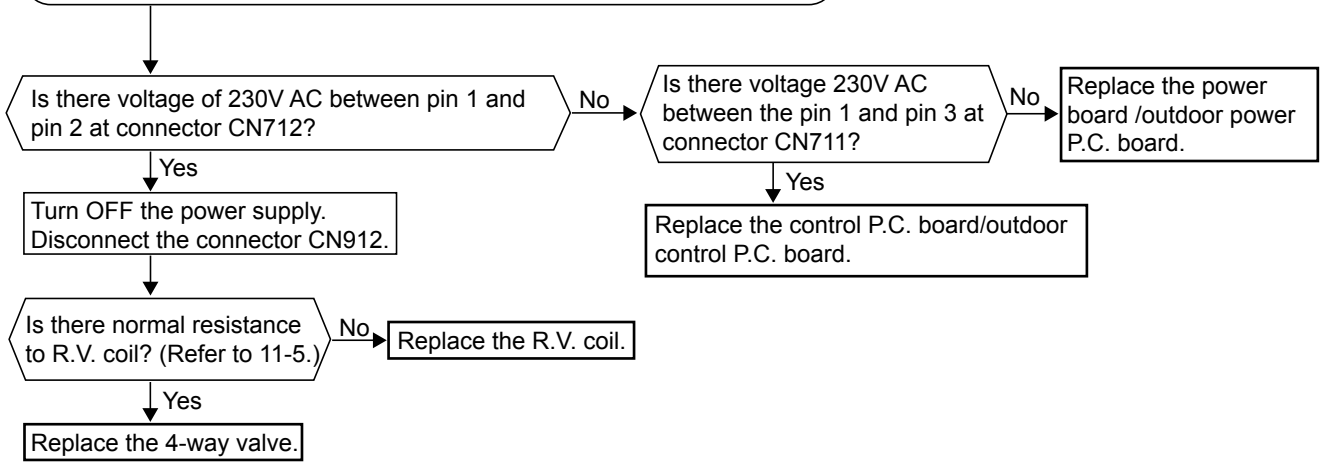 Is there voltage of 230V AC between pin 1 and
pin 2 at connector CN712?
No
Is there voltage 230V AC
between the pin 1 and pin 3 at
connector CN711?
No
Replace the power
board /outdoor power
P.C. board.
Yes
Turn OFF the power supply.
Disconnect the connector CN912.
Yes
Replace the control P.C. board/outdoor
control P.C. board.
Is there normal resistance
to R.V. coil? (Refer to 11-5.)
No
Replace the R.V. coil.
Yes
Replace the 4-way valve.